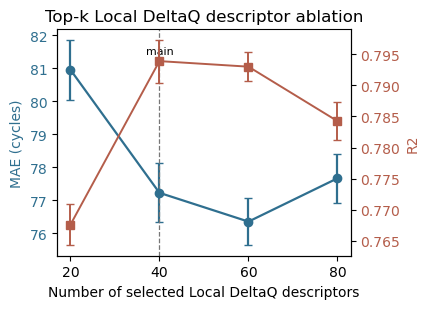 Top-k Local DeltaQ descriptor ablation
82
81
80
79
78
77
76
MAE (cycles)
main
0.795
0.790
0.785
0.780
0.775
0.770
0.765
R2
20 40 60 80
Number of selected Local DeltaQ descriptors